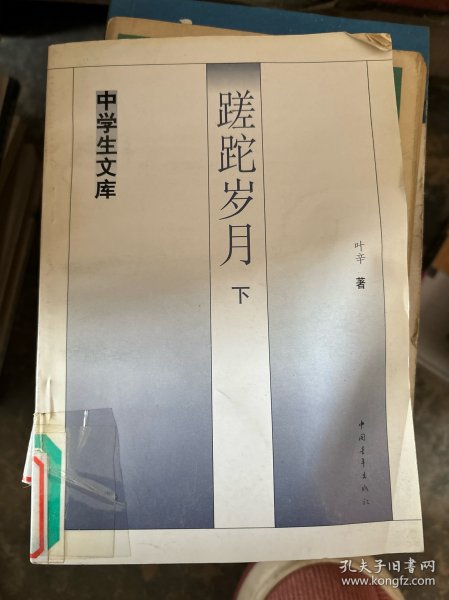 中学生文库
蹉跎岁月
下
叶辛 著
中国青年出版社
孔夫子旧书网
www.kongfz.com